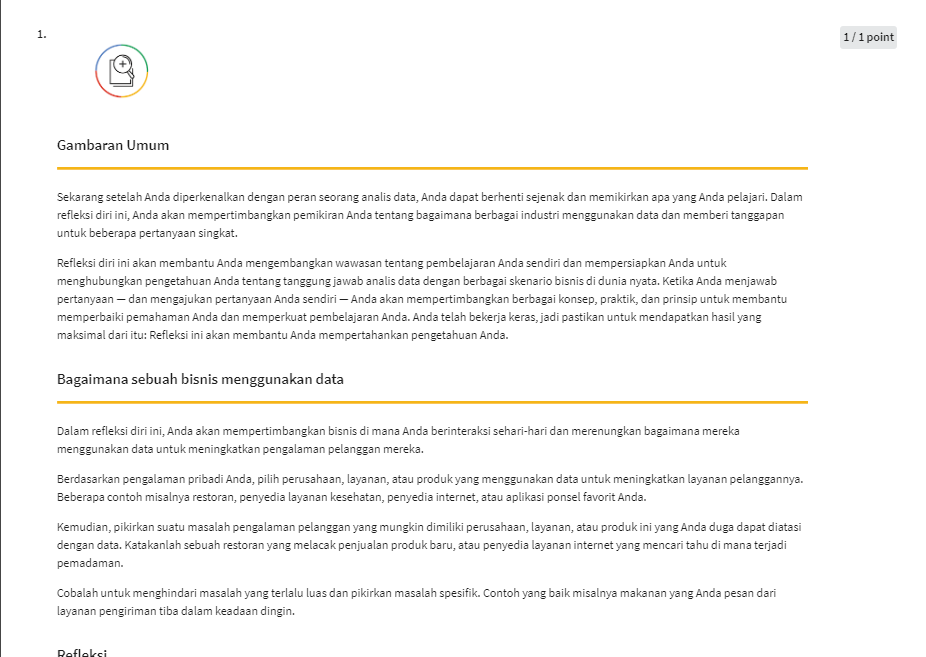 1.
1 / 1 point
Gambaran Umum
Sekarang setelah Anda diperkenalkan dengan peran seorang analis data, Anda dapat berhenti sejenak dan memikirkan apa yang Anda pelajari. Dalam
refleksi diri ini, Anda akan mempertimbangkan pemikiran Anda tentang bagaimana berbagai industri menggunakan data dan memberi tanggapan
untuk beberapa pertanyaan singkat.
Refleksi diri ini akan membantu Anda mengembangkan wawasan tentang pembelajaran Anda sendiri dan mempersiapkan Anda untuk
menghubungkan pengetahuan Anda tentang tanggung jawab analis data dengan berbagai skenario bisnis di dunia nyata. Ketika Anda menjawab
pertanyaan — dan mengajukan pertanyaan Anda sendiri — Anda akan mempertimbangkan berbagai konsep, praktik, dan prinsip untuk membantu
memperbaiki pemahaman Anda dan memperkuat pembelajaran Anda. Anda telah bekerja keras, jadi pastikan untuk mendapatkan hasil yang
maksimal dari itu: Refleksi ini akan membantu Anda mempertahankan pengetahuan Anda.
Bagaimana sebuah bisnis menggunakan data
Dalam refleksi diri ini, Anda akan mempertimbangkan bisnis di mana Anda berinteraksi sehari-hari dan merenungkan bagaimana mereka
menggunakan data untuk meningkatkan pengalaman pelanggan mereka.
Berdasarkan pengalaman pribadi Anda, pilih perusahaan, layanan, atau produk yang menggunakan data untuk meningkatkan layanan pelanggannya.
Beberapa contoh misalnya restoran, penyedia layanan kesehatan, penyedia internet, atau aplikasi ponsel favorit Anda.
Kemudian, pikirkan suatu masalah pengalaman pelanggan yang mungkin dimiliki perusahaan, layanan, atau produk ini yang Anda duga dapat diatasi
dengan data. Katakanlah sebuah restoran yang melacak penjualan produk baru, atau penyedia layanan internet yang mencari tahu di mana terjadi
pemadaman.
Cobalah untuk menghindari masalah yang terlalu luas dan pikirkan masalah spesifik. Contoh yang baik misalnya makanan yang Anda pesan dari
layanan pengiriman tiba dalam keadaan dingin.
Refleksi